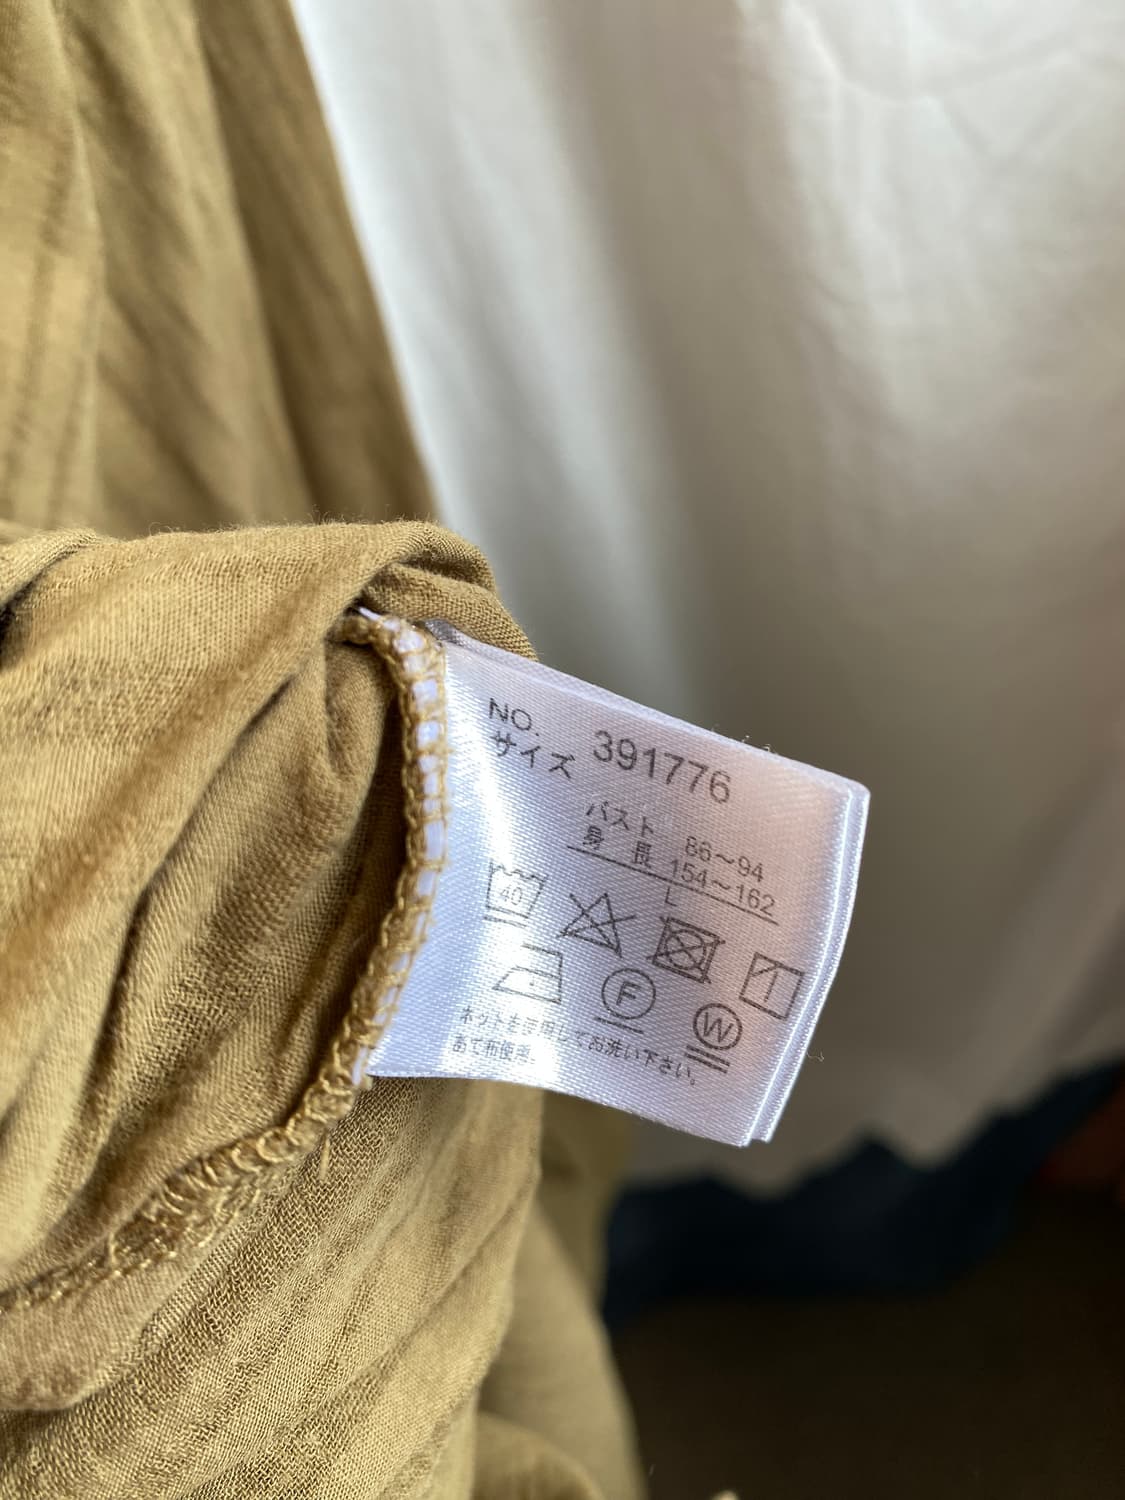 NO. 391776
サイズ
バスト 86～94
身長 154～162
L
40
F
W
ネットを使用してお洗い下さい。
あて布使用。